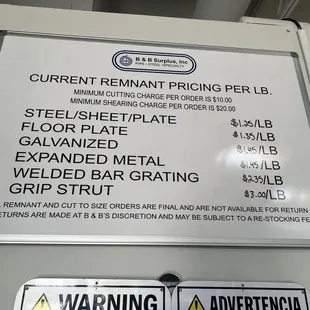 B & B Surplus, Inc
PIPE • STEEL • SPECIALTY
CURRENT REMNANT PRICING PER LB.
MINIMUM CUTTING CHARGE PER ORDER IS $10.00
MINIMUM SHEARING CHARGE PER ORDER IS $20.00
STEEL/SHEET/PLATE $1.25/LB
FLOOR PLATE $1.35/LB
GALVANIZED $1.45/LB
EXPANDED METAL /LB
WELDED BAR GRATING $2.35/LB
GRIP STRUT $3.00/LB
REMNANT AND CUT TO SIZE ORDERS ARE FINAL AND ARE NOT AVAILABLE FOR RETURN
RETURNS ARE MADE AT B & B'S DISCRETION AND MAY BE SUBJECT TO A RE-STOCKING FE
WARNING ADVERTENCIA